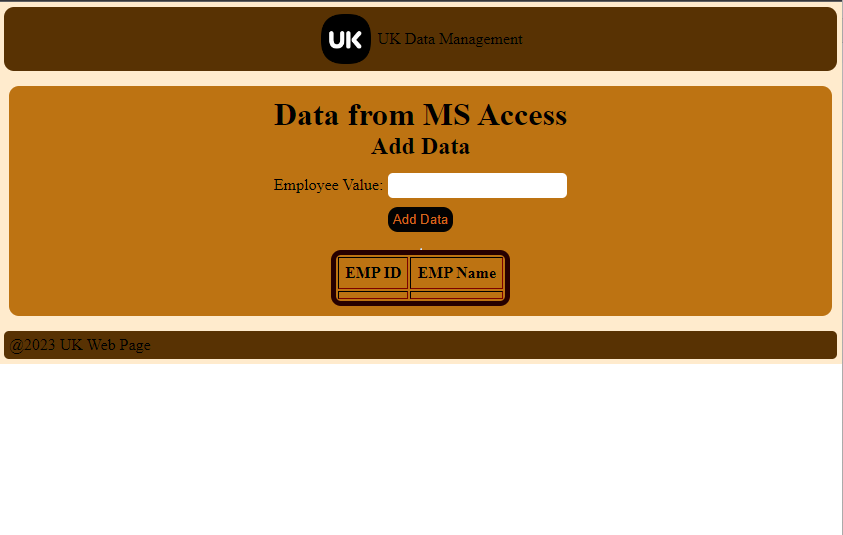 UK UK Data Management
Data from MS Access
Add Data
Employee Value:
Add Data
EMP ID EMP Name
@2023 UK Web Page